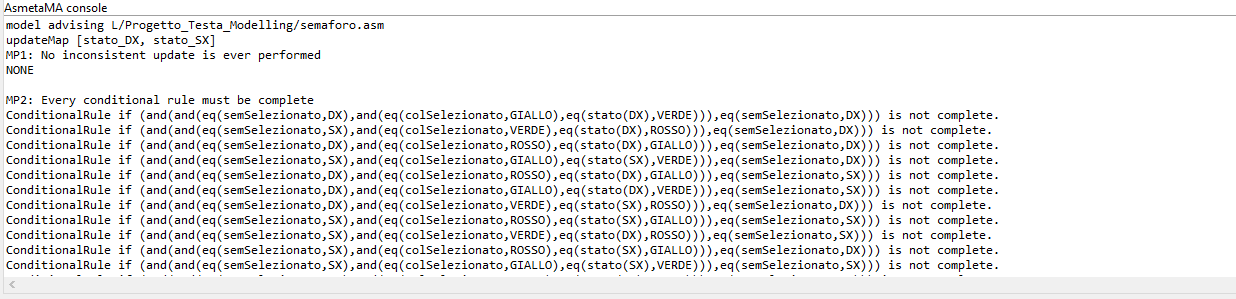 AsmetaMA console
model advising L/Progetto_Testa_Modelling/semaforo.asm
updateMap [stato_DX, stato_SX]
MP1: No inconsistent update is ever performed
NONE
MP2: Every conditional rule must be complete
ConditionalRule if (and(and(eq(semSelezionato,DX),and(eq(colSelezionato,GIALLO),eq(stato(DX),VERDE))),eq(semSelezionato,DX))) is not complete.
ConditionalRule if (and(and(eq(semSelezionato,SX),and(eq(colSelezionato,VERDE),eq(stato(DX),ROSSO))),eq(semSelezionato,DX))) is not complete.
ConditionalRule if (and(and(eq(semSelezionato,DX),and(eq(colSelezionato,ROSSO),eq(stato(DX),GIALLO))),eq(semSelezionato,DX))) is not complete.
ConditionalRule if (and(and(eq(semSelezionato,SX),and(eq(colSelezionato,GIALLO),eq(stato(SX),VERDE))),eq(semSelezionato,DX))) is not complete.
ConditionalRule if (and(and(eq(semSelezionato,DX),and(eq(colSelezionato,ROSSO),eq(stato(DX),GIALLO))),eq(semSelezionato,SX))) is not complete.
ConditionalRule if (and(and(eq(semSelezionato,DX),and(eq(colSelezionato,GIALLO),eq(stato(DX),VERDE))),eq(semSelezionato,SX))) is not complete.
ConditionalRule if (and(and(eq(semSelezionato,DX),and(eq(colSelezionato,VERDE),eq(stato(SX),ROSSO))),eq(semSelezionato,DX))) is not complete.
ConditionalRule if (and(and(eq(semSelezionato,SX),and(eq(colSelezionato,ROSSO),eq(stato(SX),GIALLO))),eq(semSelezionato,SX))) is not complete.
ConditionalRule if (and(and(eq(semSelezionato,SX),and(eq(colSelezionato,VERDE),eq(stato(DX),ROSSO))),eq(semSelezionato,SX))) is not complete.
ConditionalRule if (and(and(eq(semSelezionato,SX),and(eq(colSelezionato,ROSSO),eq(stato(SX),GIALLO))),eq(semSelezionato,DX))) is not complete.
ConditionalRule if (and(and(eq(semSelezionato,SX),and(eq(colSelezionato,GIALLO),eq(stato(SX),VERDE))),eq(semSelezionato,SX))) is not complete.